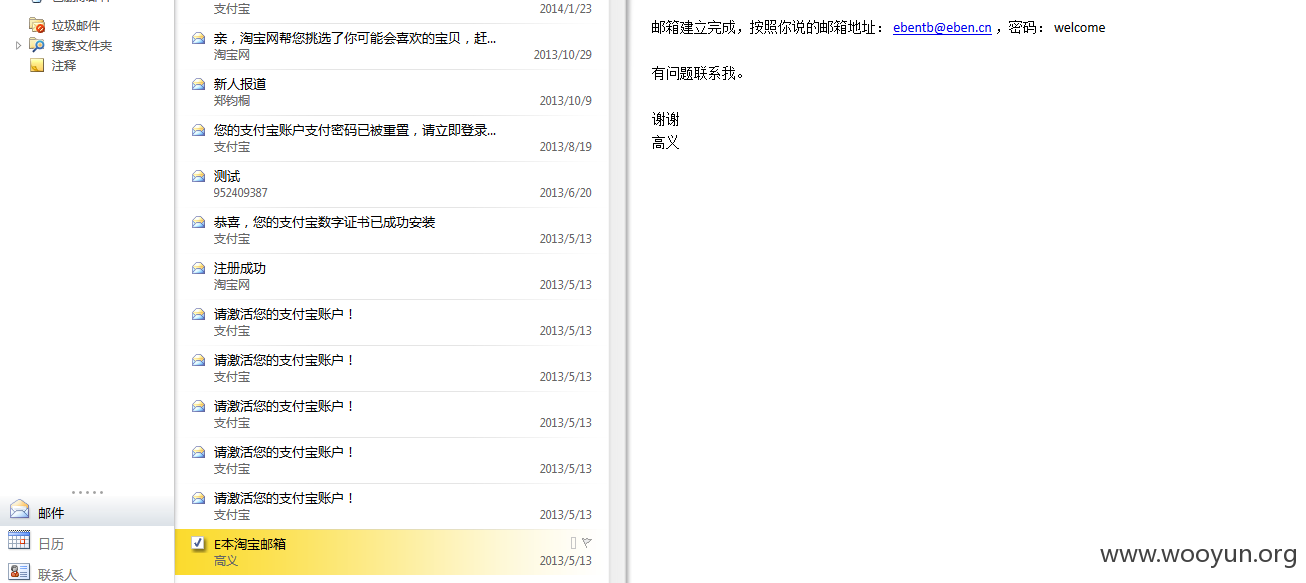 垃圾邮件
搜索文件夹
注释
邮件
日历
联系人
支付宝 2014/1/23
亲，淘宝网帮您挑选了你可能会喜欢的宝贝，赶...
淘宝网 2013/10/29
新人报道
郑钧桐 2013/10/9
您的支付宝账户支付密码已被重置，请立即登录...
支付宝 2013/8/19
测试
952409387 2013/6/20
恭喜，您的支付宝数字证书已成功安装
支付宝 2013/5/13
注册成功
淘宝网 2013/5/13
请激活您的支付宝账户！
支付宝 2013/5/13
请激活您的支付宝账户！
支付宝 2013/5/13
请激活您的支付宝账户！
支付宝 2013/5/13
请激活您的支付宝账户！
支付宝 2013/5/13
请激活您的支付宝账户！
支付宝 2013/5/13
E本淘宝邮箱
高义 2013/5/13
邮箱建立完成，按照你说的邮箱地址：ebentb@eben.cn，密码：welcome
有问题联系我。
谢谢
高义
www.wooyun.org